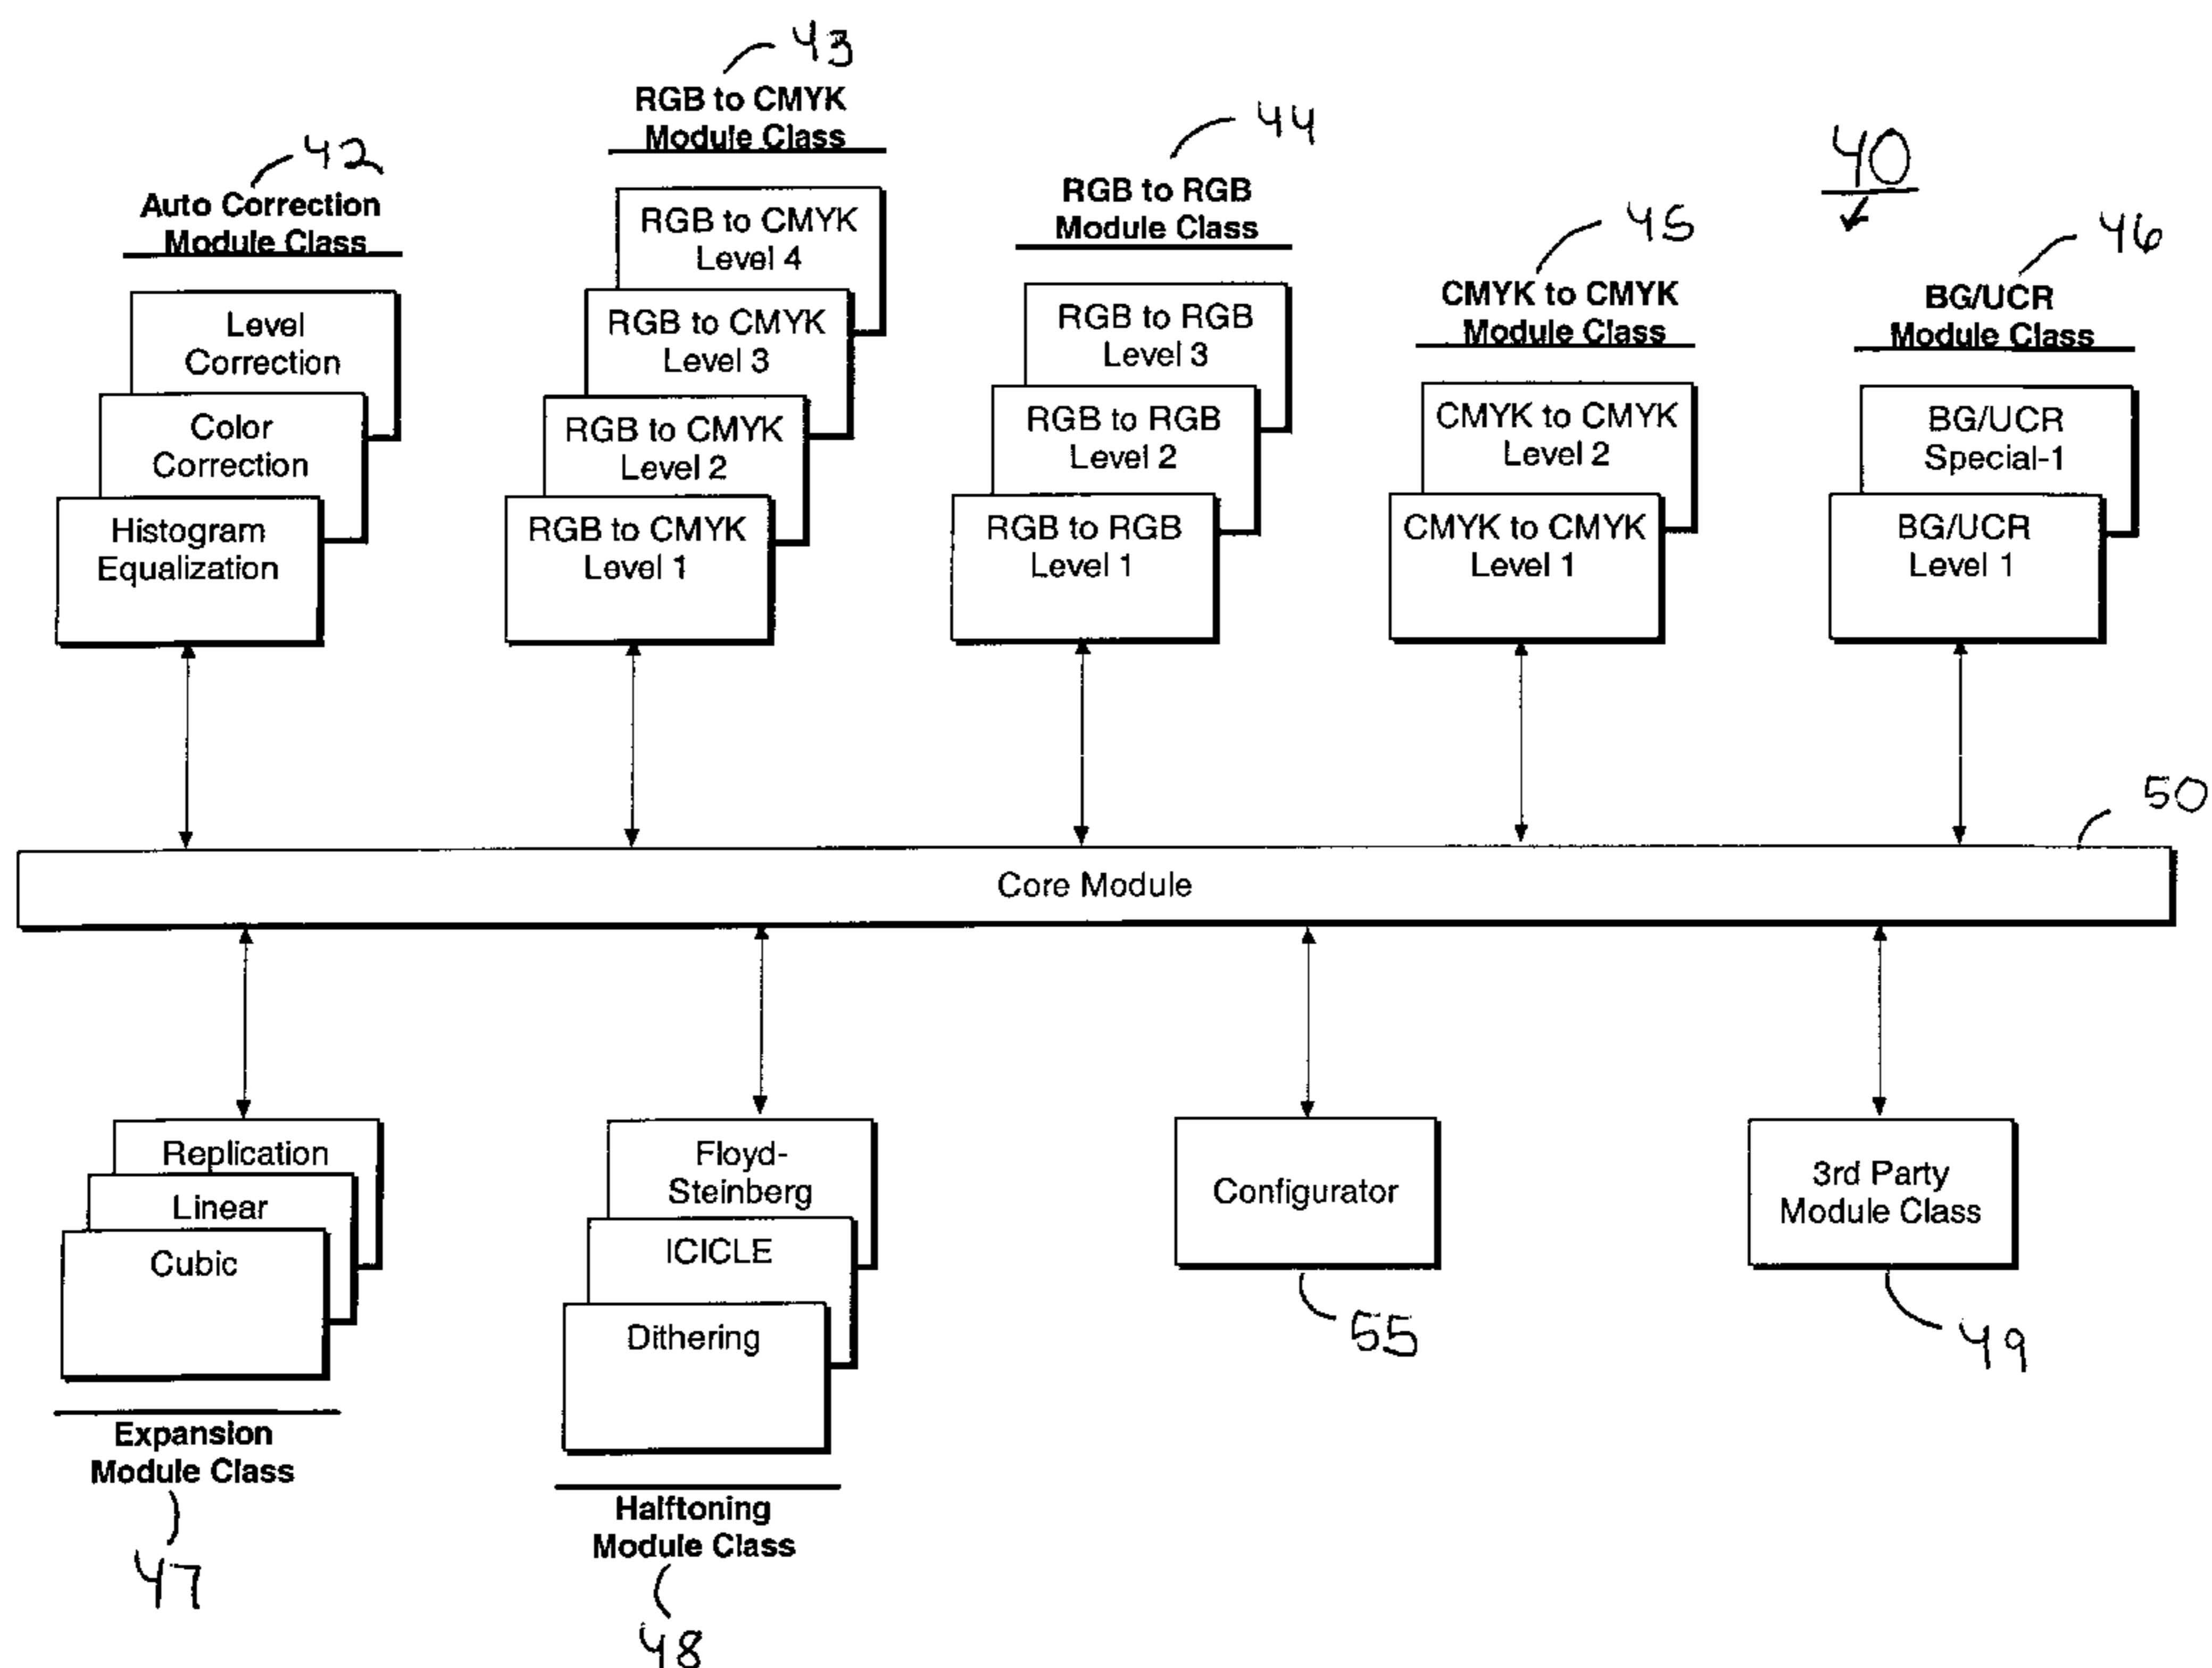 43
RGB to CMYK
Module Class
44
40
42
Auto Correction
Module Class
RGB to RGB
Module Class
45
46
CMYK to CMYK
Module Class
BG/UCR
Module Class
Level
Correction
Color
Correction
Histogram
Equalization
RGB to CMYK
Level 4
RGB to CMYK
Level 3
RGB to CMYK
Level 2
RGB to CMYK
Level 1
RGB to RGB
Level 3
RGB to RGB
Level 2
RGB to RGB
Level 1
CMYK to CMYK
Level 2
CMYK to CMYK
Level 1
BG/UCR
Special-1
BG/UCR
Level 1
50
Core Module
Replication
Linear
Cubic
Expansion
Module Class
47
Floyd-
Steinberg
ICICLE
Dithering
Halftoning
Module Class
48
Configurator
55
3rd Party
Module Class
49